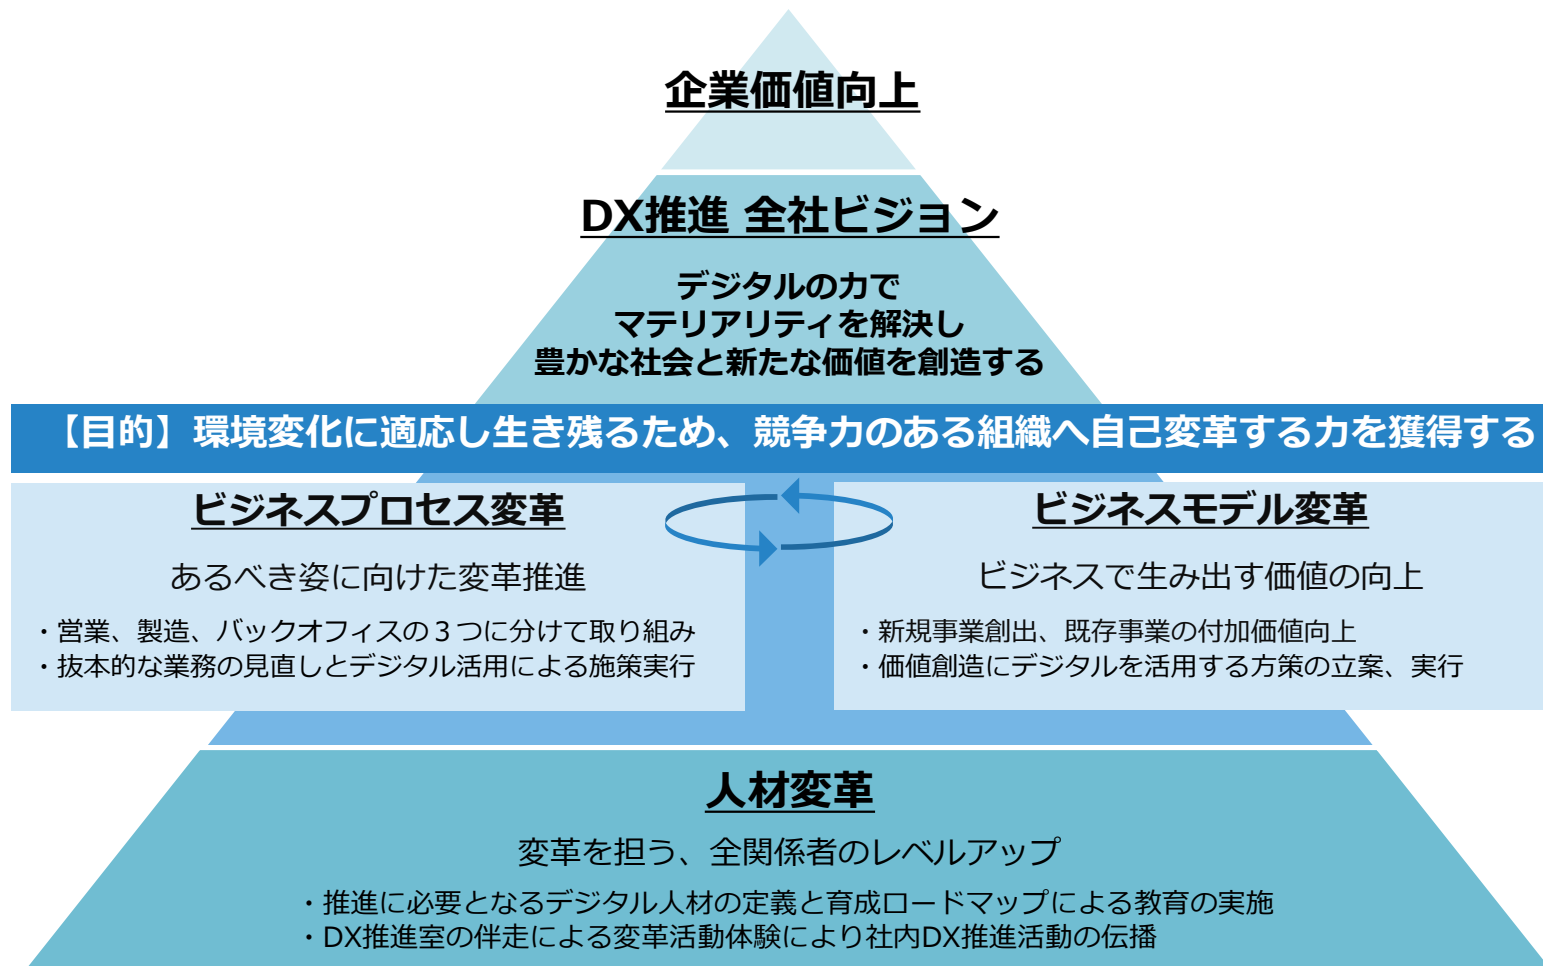 企業価値向上
DX推進 全社ビジョン
デジタルの力で
マテリアリティを解決し
豊かな社会と新たな価値を創造する
【目的】環境変化に適応し生き残るため、競争力のある組織へ自己変革する力を獲得する
ビジネスプロセス変革
あるべき姿に向けた変革推進
・営業、製造、バックオフィスの３つに分けて取り組み
・抜本的な業務の見直しとデジタル活用による施策実行
ビジネスモデル変革
ビジネスで生み出す価値の向上
・新規事業創出、既存事業の付加価値向上
・価値創造にデジタルを活用する方策の立案、実行
人材変革
変革を担う、全関係者のレベルアップ
・推進に必要となるデジタル人材の定義と育成ロードマップによる教育の実施
・DX推進室の伴走による変革活動体験により社内DX推進活動の伝播